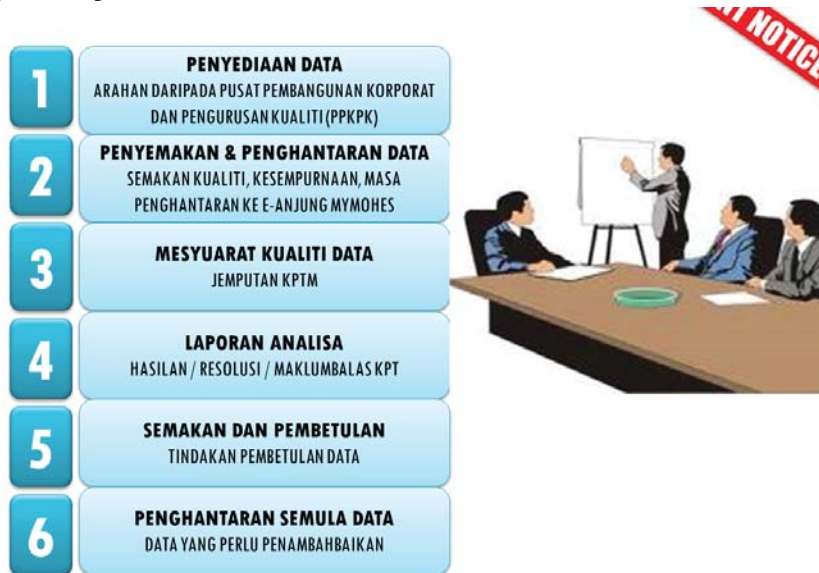 NT NOTICE
1
PENYEDIAAN DATA
ARAHAN DARIPADA PUSAT PEMBANGUNAN KORPORAT
DAN PENGURUSAN KUALITI (PPKPK)
2
PENYEMAKAN & PENGHANTARAN DATA
SEMAKAN KUALITI, KESEMPURNAAN, MASA
PENGHANTARAN KE E-ANJUNG MYMOHES
3
MESYUARAT KUALITI DATA
JEMPUTAN KPTM
4
LAPORAN ANALISA
HASILAN / RESOLUSI / MAKLUMBALAS KPT
5
SEMAKAN DAN PEMBETULAN
TINDAKAN PEMBETULAN DATA
6
PENGHANTARAN SEMULA DATA
DATA YANG PERLU PENAMBAHBAIKAN